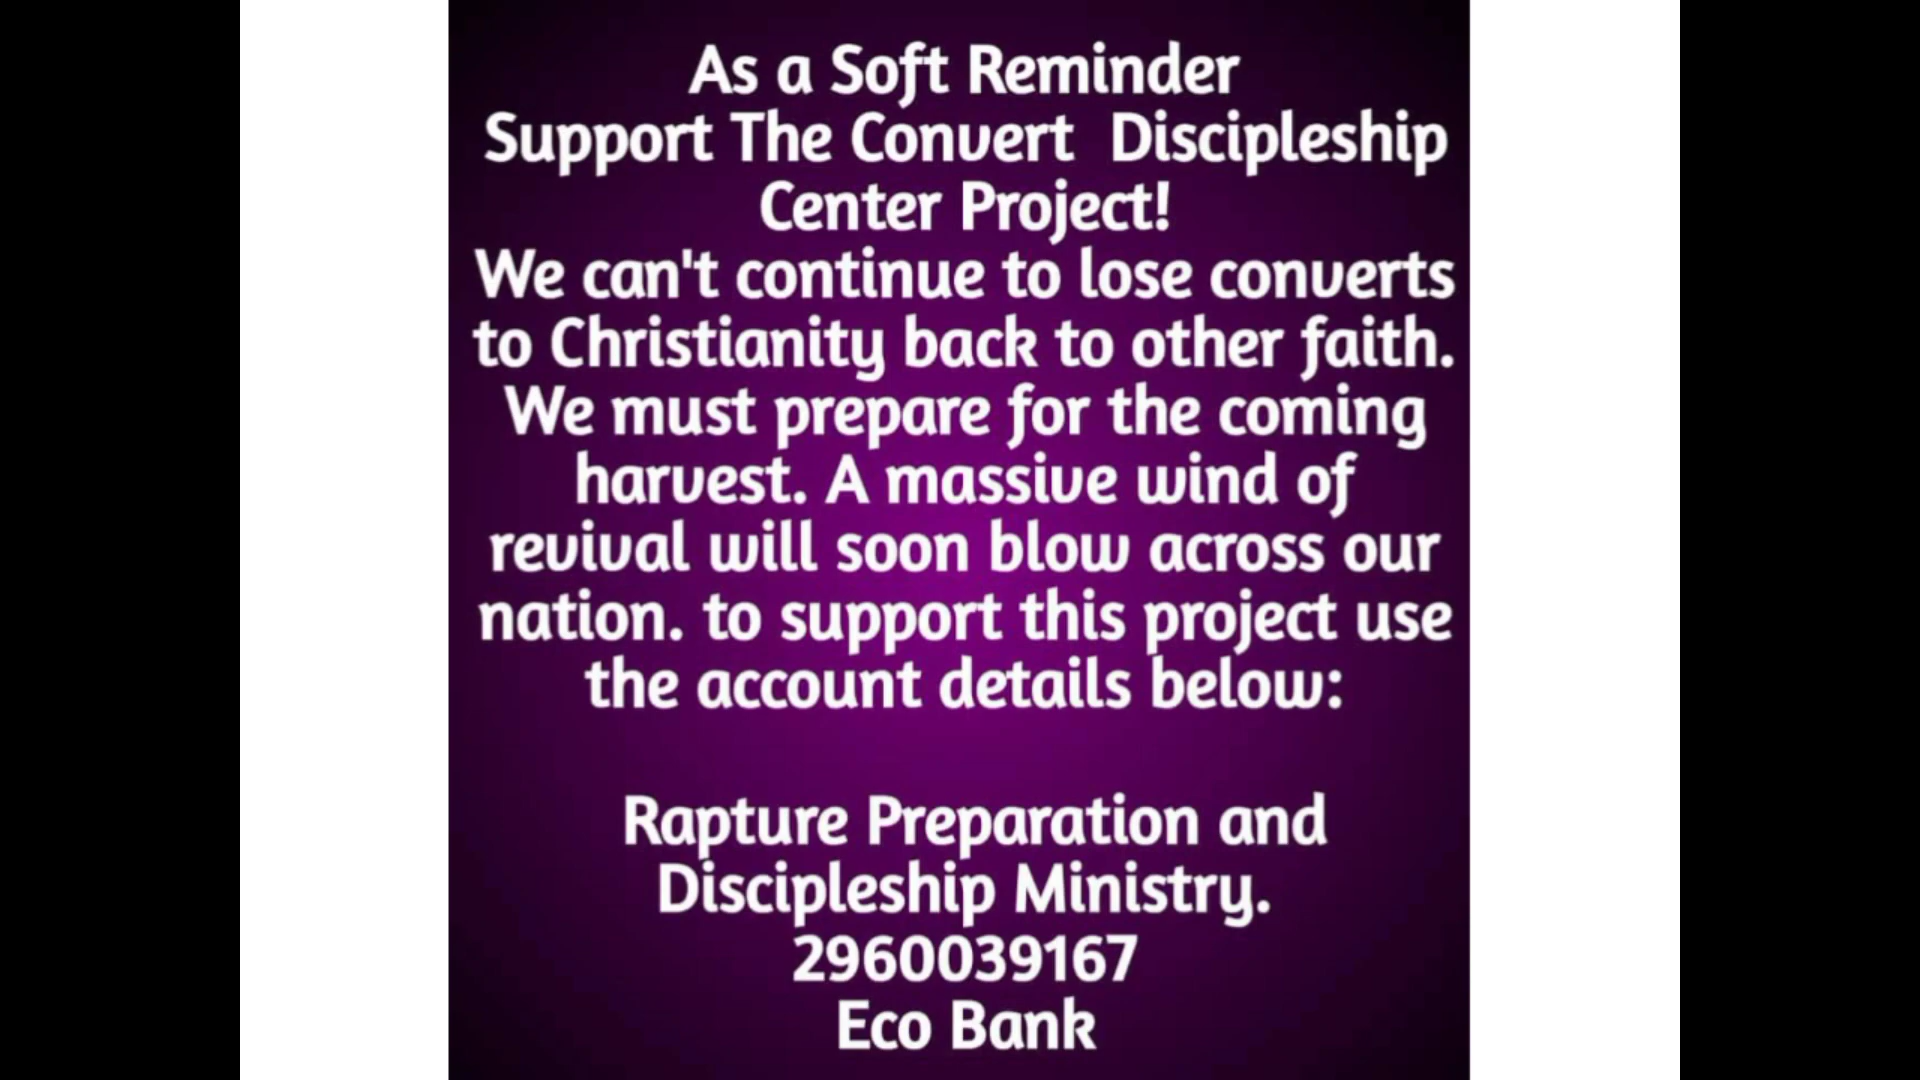 As a Soft Reminder
Support The Convert Discipleship
Center Project!
We can't continue to lose converts
to Christianity back to other faith.
We must prepare for the coming
harvest. A massive wind of
revival will soon blow across our
nation. to support this project use
the account details below:
Rapture Preparation and
Discipleship Ministry.
2960039167
Eco Bank